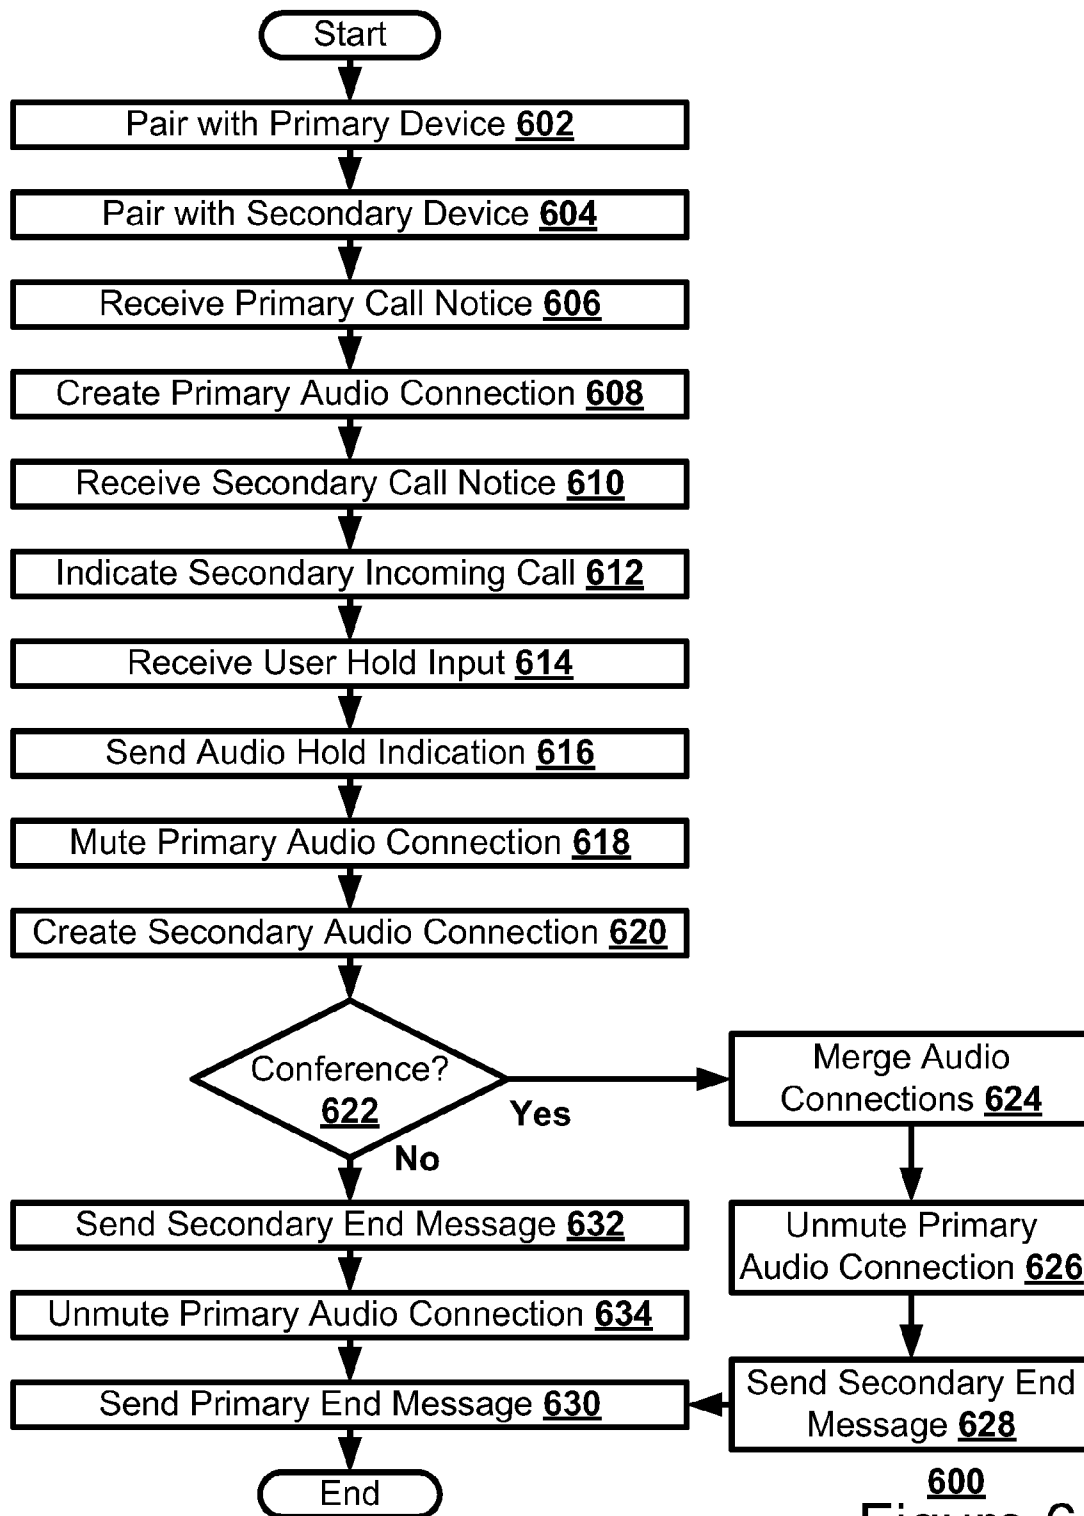 Start
Pair with Primary Device 602
Pair with Secondary Device 604
Receive Primary Call Notice 606
Create Primary Audio Connection 608
Receive Secondary Call Notice 610
Indicate Secondary Incoming Call 612
Receive User Hold Input 614
Send Audio Hold Indication 616
Mute Primary Audio Connection 618
Create Secondary Audio Connection 620
Conference?
622
Yes
No
Merge Audio
Connections 624
Unmute Primary
Audio Connection 626
Send Secondary End
Message 628
Send Secondary End Message 632
Unmute Primary Audio Connection 634
Send Primary End Message 630
End
600
Figure 6